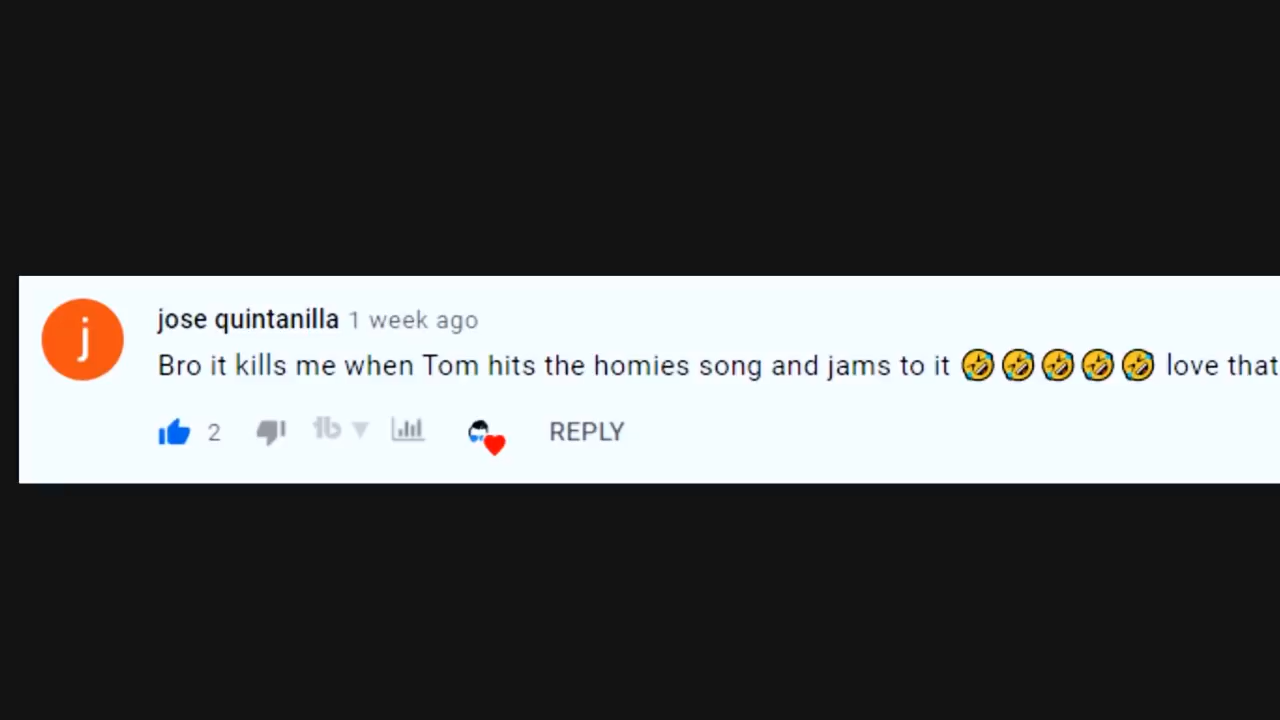 j
jose quintanilla 1 week ago
Bro it kills me when Tom hits the homies song and jams to it 🤣🤣🤣🤣🤣 love that
2 tb REPLY